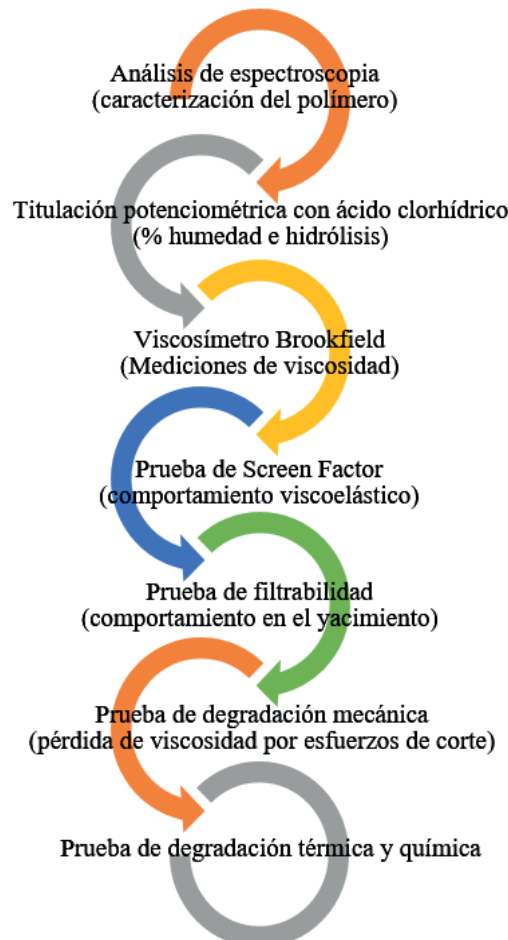 Análisis de espectroscopia
(caracterización del polímero)
Titulación potenciométrica con ácido clorhídrico
(% humedad e hidrólisis)
Viscosímetro Brookfield
(Mediciones de viscosidad)
Prueba de Screen Factor
(comportamiento viscoelástico)
Prueba de filtrabilidad
(comportamiento en el yacimiento)
Prueba de degradación mecánica
(pérdida de viscosidad por esfuerzos de corte)
Prueba de degradación térmica y química